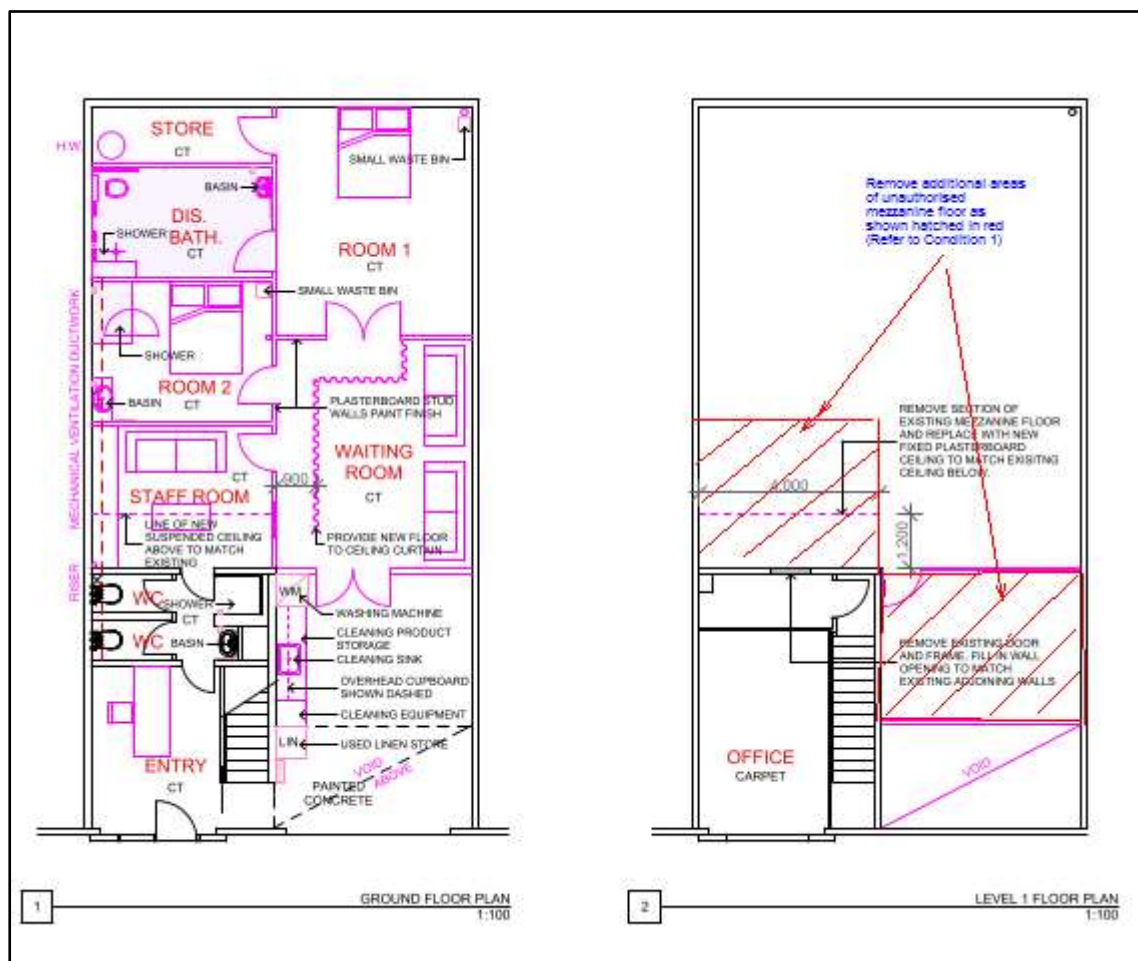 STORE
CT
H.W.
SMALL WASTE BIN
BASIN
DIS.
BATH.
CT
SHOWER
ROOM 1
CT
SMALL WASTE BIN
SHOWER
ROOM 2
CT
BASIN
PLASTERBOARD STUD
WALLS PAINT FINISH
MECHANICAL VENTILATION DUCTWORK
RISER
WAITING
ROOM
CT
CT
STAFF ROOM
900
LINE OF NEW
SUSPENDED CEILING
ABOVE TO MATCH
EXISTING
PROVIDE NEW FLOOR
TO CEILING CURTAIN
WC
SHOWER
CT
WC
BASIN
WM
WASHING MACHINE
CLEANING PRODUCT
STORAGE
CLEANING SINK
OVERHEAD CUPBOARD
SHOWN DASHED
CLEANING EQUIPMENT
LIN
USED LINEN STORE
ENTRY
CT
VOID
ABOVE
PAINTED
CONCRETE
1
GROUND FLOOR PLAN
1:100
Remove additional areas
of unauthorised
mezzanine floor as
shown hatched in red
(Refer to Condition 1)
REMOVE SECTION OF
EXISTING MEZZANINE FLOOR
AND REPLACE WITH NEW
FIXED PLASTERBOARD
CEILING TO MATCH EXISITNG
CEILING BELOW.
4,000
1,200
REMOVE EXISTING DOOR
AND FRAME. FILL IN WALL
OPENING TO MATCH
EXISTING ADJOINING WALLS
OFFICE
CARPET
VOID
2
LEVEL 1 FLOOR PLAN
1:100